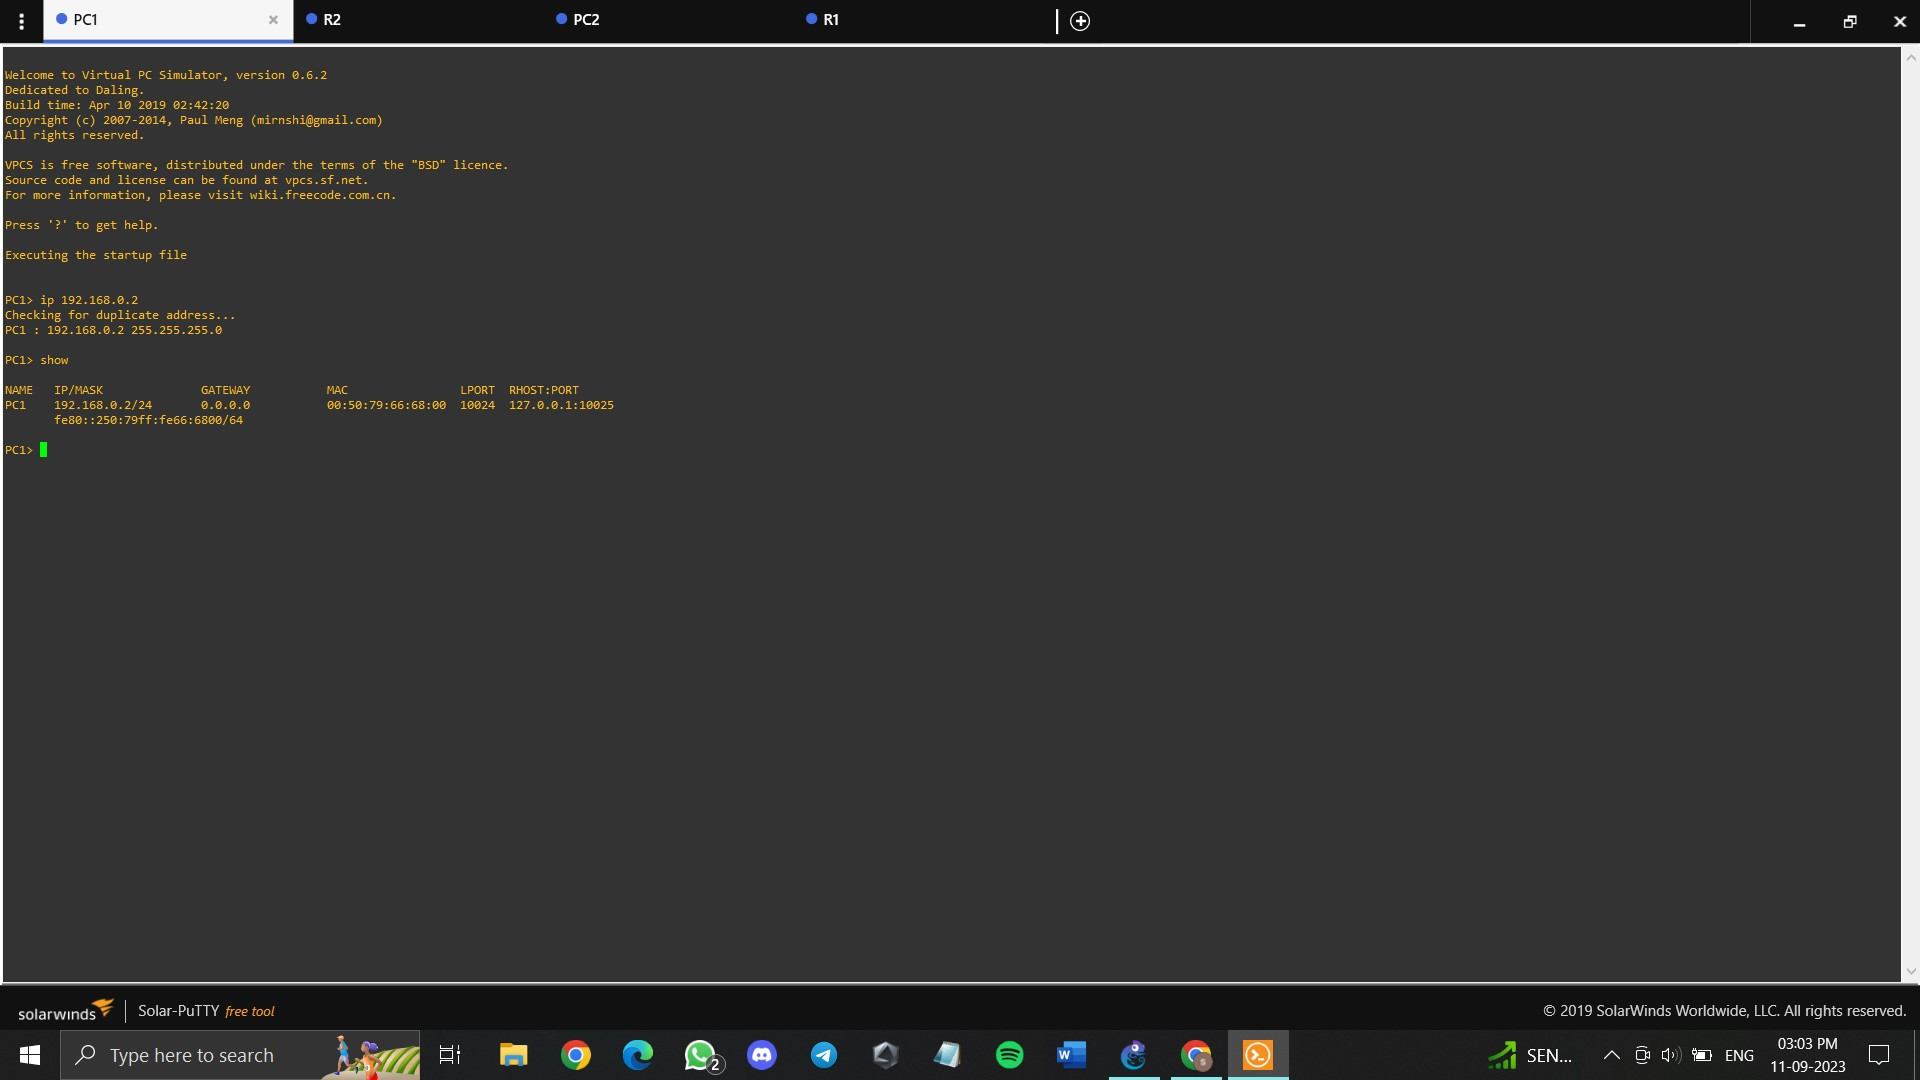 PC1
R2
PC2
R1
Welcome to Virtual PC Simulator, version 0.6.2
Dedicated to Daling.
Build time: Apr 10 2019 02:42:20
Copyright (c) 2007-2014, Paul Meng (mirnshi@gmail.com)
All rights reserved.
VPCS is free software, distributed under the terms of the "BSD" licence.
Source code and license can be found at vpcs.sf.net.
For more information, please visit wiki.freecode.com.cn.
Press '?' to get help.
Executing the startup file
PC1> ip 192.168.0.2
Checking for duplicate address...
PC1 : 192.168.0.2 255.255.255.0
PC1> show
NAME IP/MASK GATEWAY MAC LPORT RHOST:PORT
PC1 192.168.0.2/24 0.0.0.0 00:50:79:66:68:00 10024 127.0.0.1:10025
fe80::250:79ff:fe66:6800/64
PC1>
solarwinds Solar-PuTTY free tool
© 2019 SolarWinds Worldwide, LLC. All rights reserved.
Type here to search
2
W
S
SEN...
ENG
03:03 PM
11-09-2023